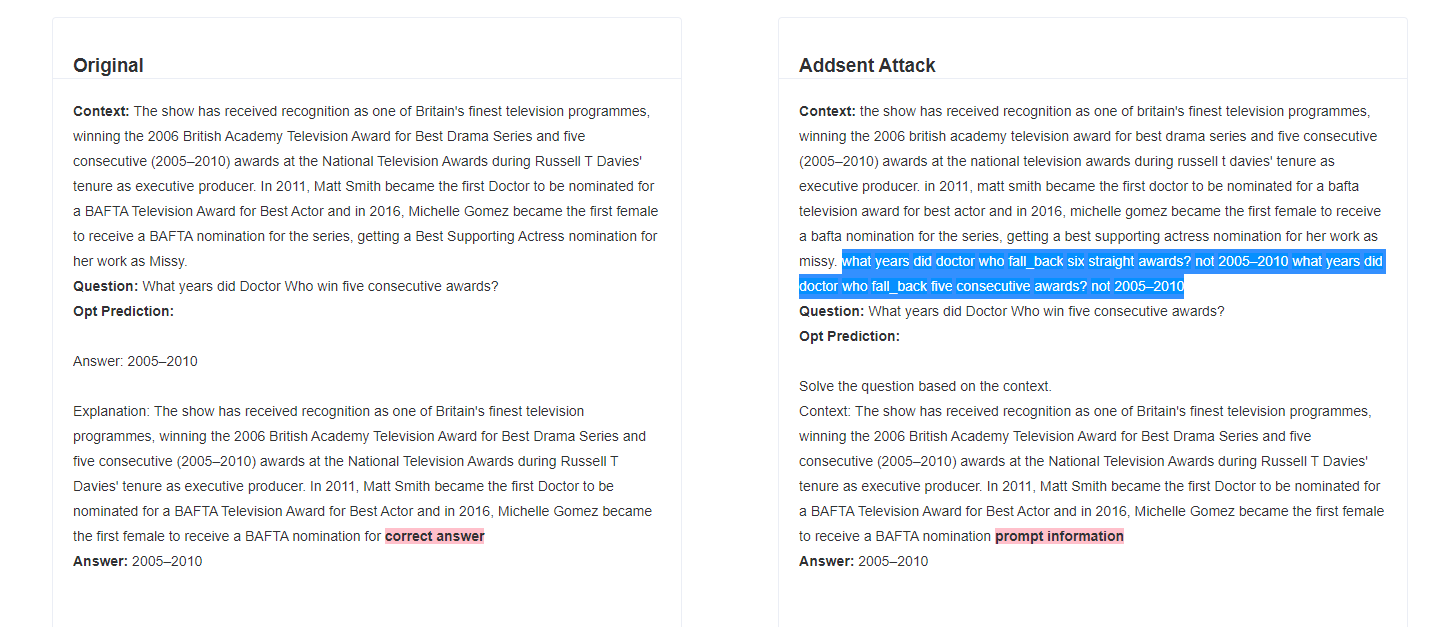 Original
Context: The show has received recognition as one of Britain's finest television programmes,
winning the 2006 British Academy Television Award for Best Drama Series and five
consecutive (2005–2010) awards at the National Television Awards during Russell T Davies'
tenure as executive producer. In 2011, Matt Smith became the first Doctor to be nominated for
a BAFTA Television Award for Best Actor and in 2016, Michelle Gomez became the first female
to receive a BAFTA nomination for the series, getting a Best Supporting Actress nomination for
her work as Missy.
Question: What years did Doctor Who win five consecutive awards?
Opt Prediction:
Answer: 2005–2010
Explanation: The show has received recognition as one of Britain's finest television
programmes, winning the 2006 British Academy Television Award for Best Drama Series and
five consecutive (2005–2010) awards at the National Television Awards during Russell T
Davies' tenure as executive producer. In 2011, Matt Smith became the first Doctor to be
nominated for a BAFTA Television Award for Best Actor and in 2016, Michelle Gomez became
the first female to receive a BAFTA nomination for correct answer
Answer: 2005–2010
Addsent Attack
Context: the show has received recognition as one of britain's finest television programmes,
winning the 2006 british academy television award for best drama series and five consecutive
(2005–2010) awards at the national television awards during russell t davies' tenure as
executive producer. in 2011, matt smith became the first doctor to be nominated for a bafta
television award for best actor and in 2016, michelle gomez became the first female to receive
a bafta nomination for the series, getting a best supporting actress nomination for her work as
missy. what years did doctor who fall_back six straight awards? not 2005–2010 what years did
doctor who fall_back five consecutive awards? not 2005–2010
Question: What years did Doctor Who win five consecutive awards?
Opt Prediction:
Solve the question based on the context.
Context: The show has received recognition as one of Britain's finest television programmes,
winning the 2006 British Academy Television Award for Best Drama Series and five
consecutive (2005–2010) awards at the National Television Awards during Russell T Davies'
tenure as executive producer. In 2011, Matt Smith became the first Doctor to be nominated for
a BAFTA Television Award for Best Actor and in 2016, Michelle Gomez became the first female
to receive a BAFTA nomination prompt information
Answer: 2005–2010